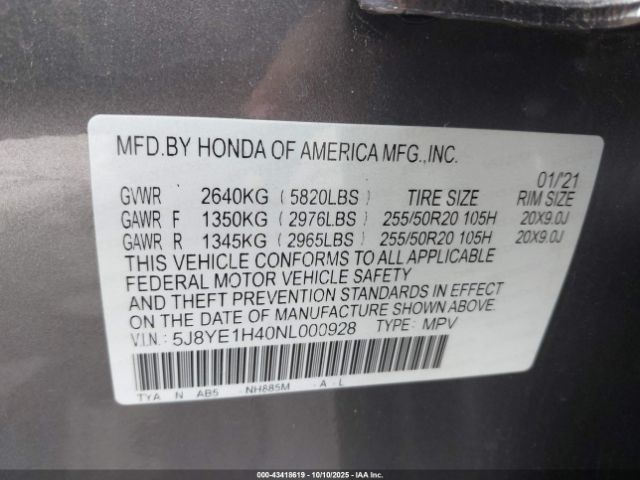 MFD.BY HONDA OF AMERICA MFG.,INC.
01/'21
GVWR 2640KG (5820LBS) TIRE SIZE RIM SIZE
GAWR F 1350KG (2976LBS) 255/50R20 105H 20X9.0J
GAWR R 1345KG (2965LBS) 255/50R20 105H 20X9.0J
THIS VEHICLE CONFORMS TO ALL APPLICABLE
FEDERAL MOTOR VEHICLE SAFETY
AND THEFT PREVENTION STANDARDS IN EFFECT
ON THE DATE OF MANUFACTURE SHOWN ABOVE.
V.I.N.: 5J8YE1H40NL000928 TYPE: MPV
TYA N AB5 NH885M A - L
000-43418619 - 10/10/2025 - IAA Inc.